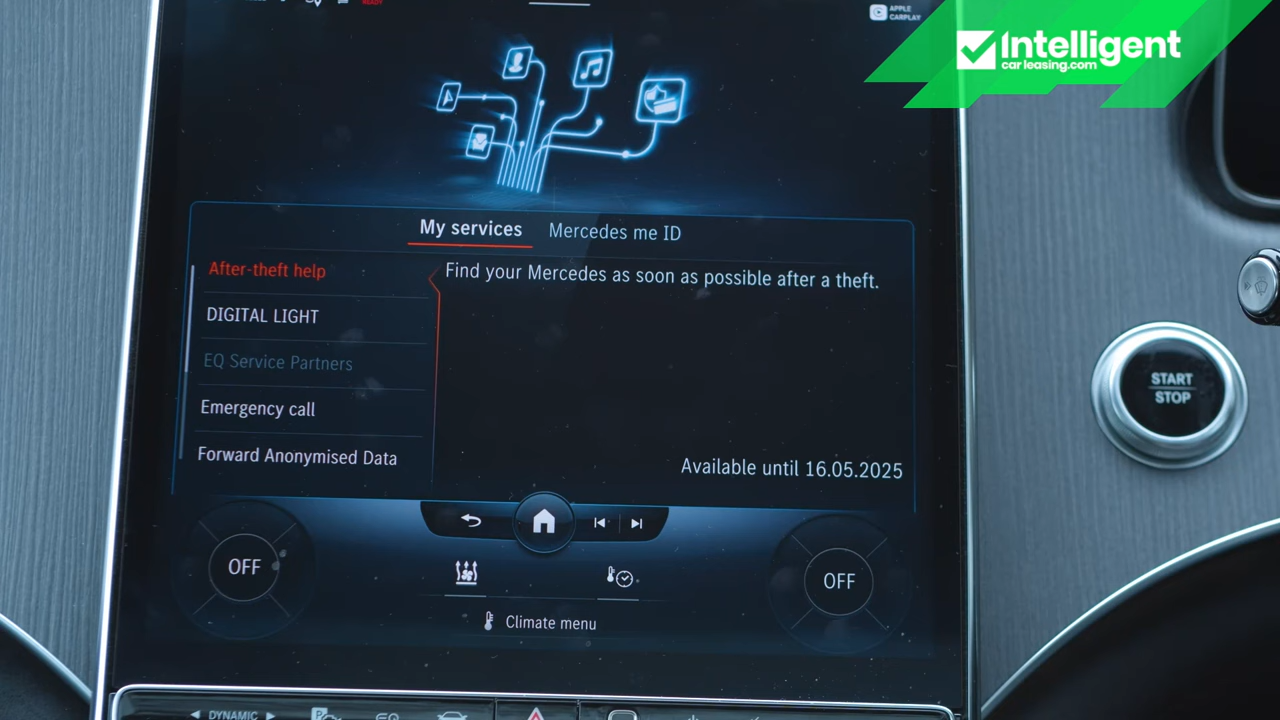 READY
APPLE
CARPLAY
Intelligent
carleasing.com
My services
Mercedes me ID
After-theft help
Find your Mercedes as soon as possible after a theft.
DIGITAL LIGHT
EQ Service Partners
Emergency call
Forward Anonymised Data
Available until 16.05.2025
START
STOP
OFF
OFF
Climate menu
DYNAMIC
EQ